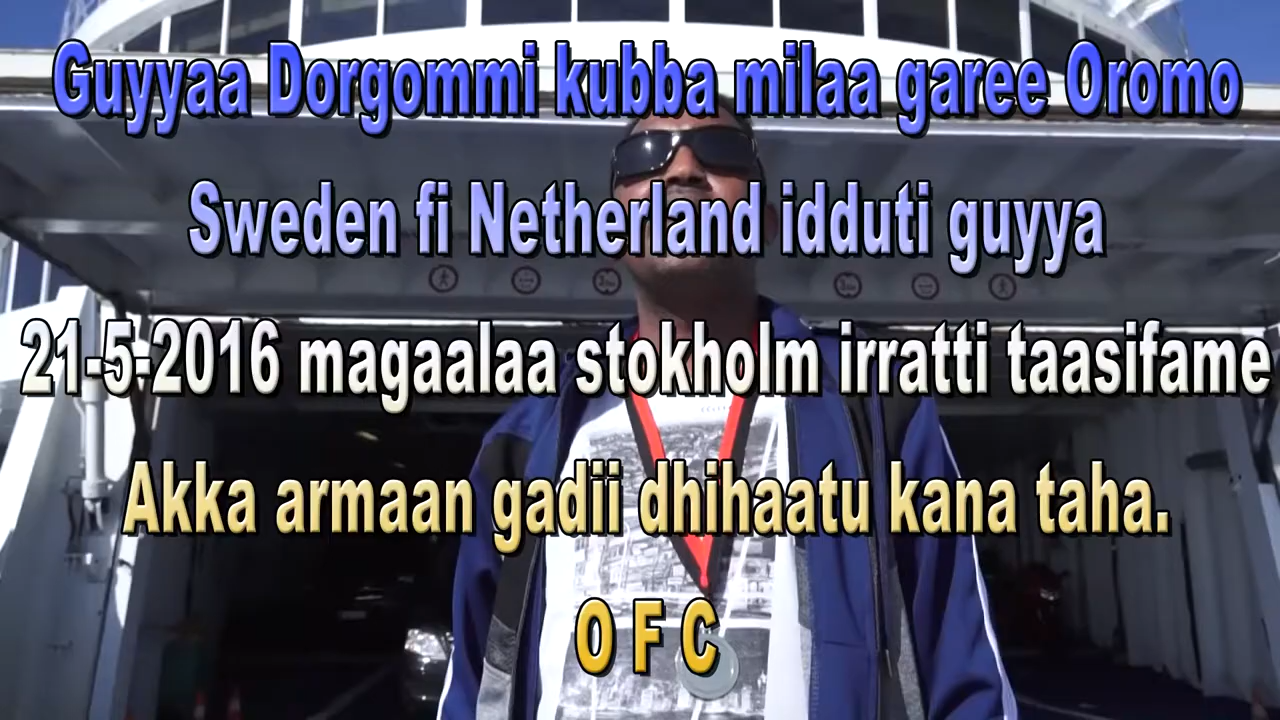 Guyyaa Dorgommi kubba milaa garee Oromo
Sweden fi Netherland idduti guyya
21-5-2016 magaalaa stokholm irratti taasifame
Akka armaan gadii dhihaatu kana taha.
O F C